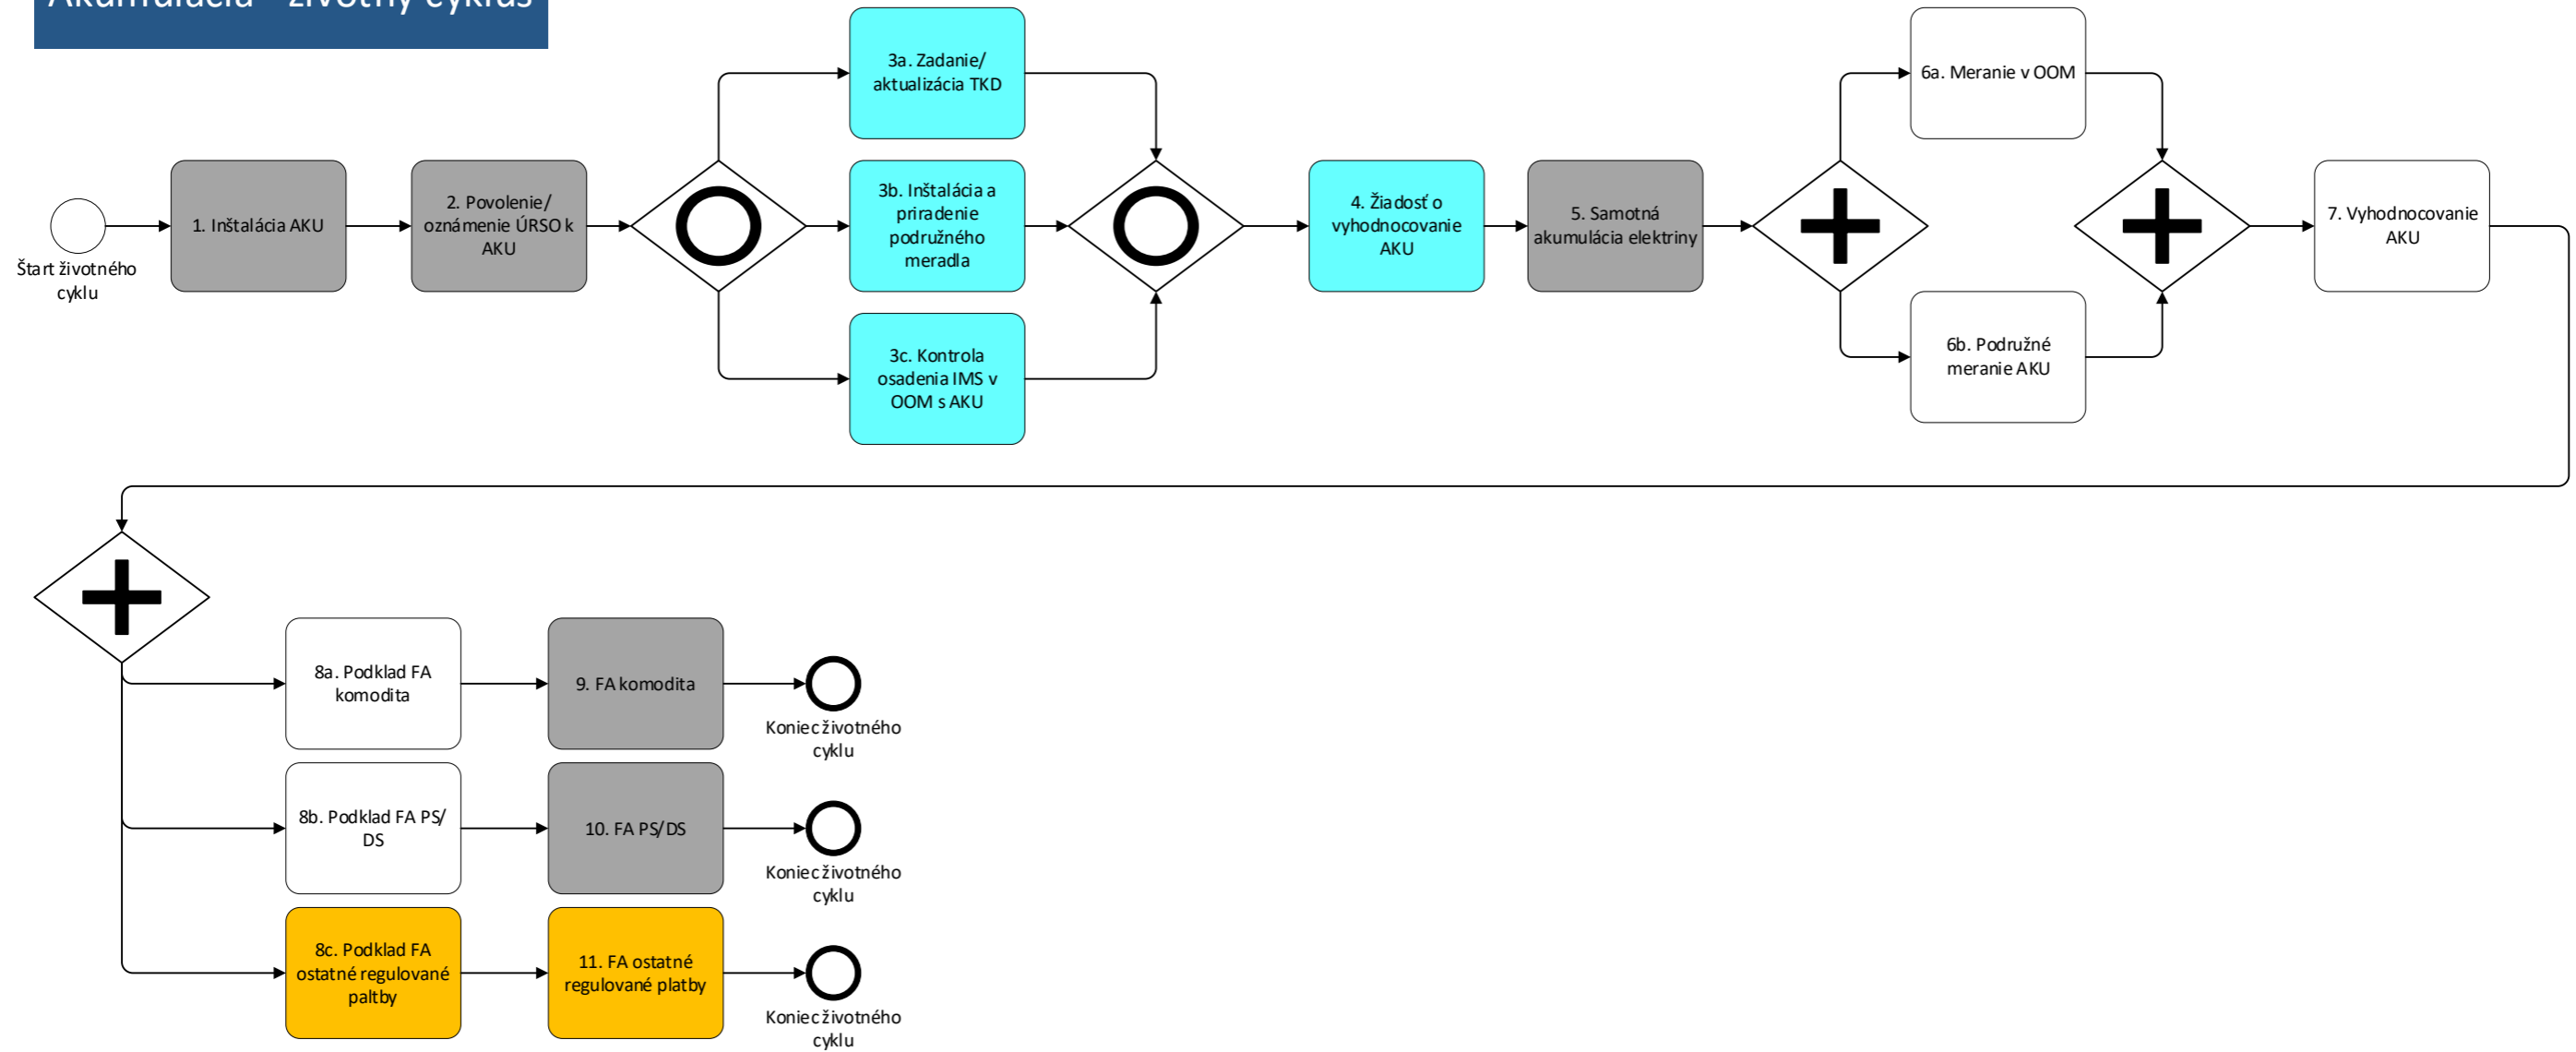 Akumulácia - životný cyklus
3a. Zadanie/
aktualizácia TKD
6a. Meranie v OOM
1. Inštalácia AKU
2. Povolenie/
oznámenie ÚRSO k
AKU
3b. Inštalácia a
priradenie
podružného
meradla
4. Žiadosť o
vyhodnocovanie
AKU
5. Samotná
akumulácia elektriny
7. Vyhodnocovanie
AKU
Štart životného
cyklu
3c. Kontrola
osadenia IMS v
OOM s AKU
6b. Podružné
meranie AKU
8a. Podklad FA
komodita
9. FA komodita
Koniec životného
cyklu
8b. Podklad FA PS/
DS
10. FA PS/DS
Koniec životného
cyklu
8c. Podklad FA
ostatné regulované
paltby
11. FA ostatné
regulované platby
Koniec životného
cyklu